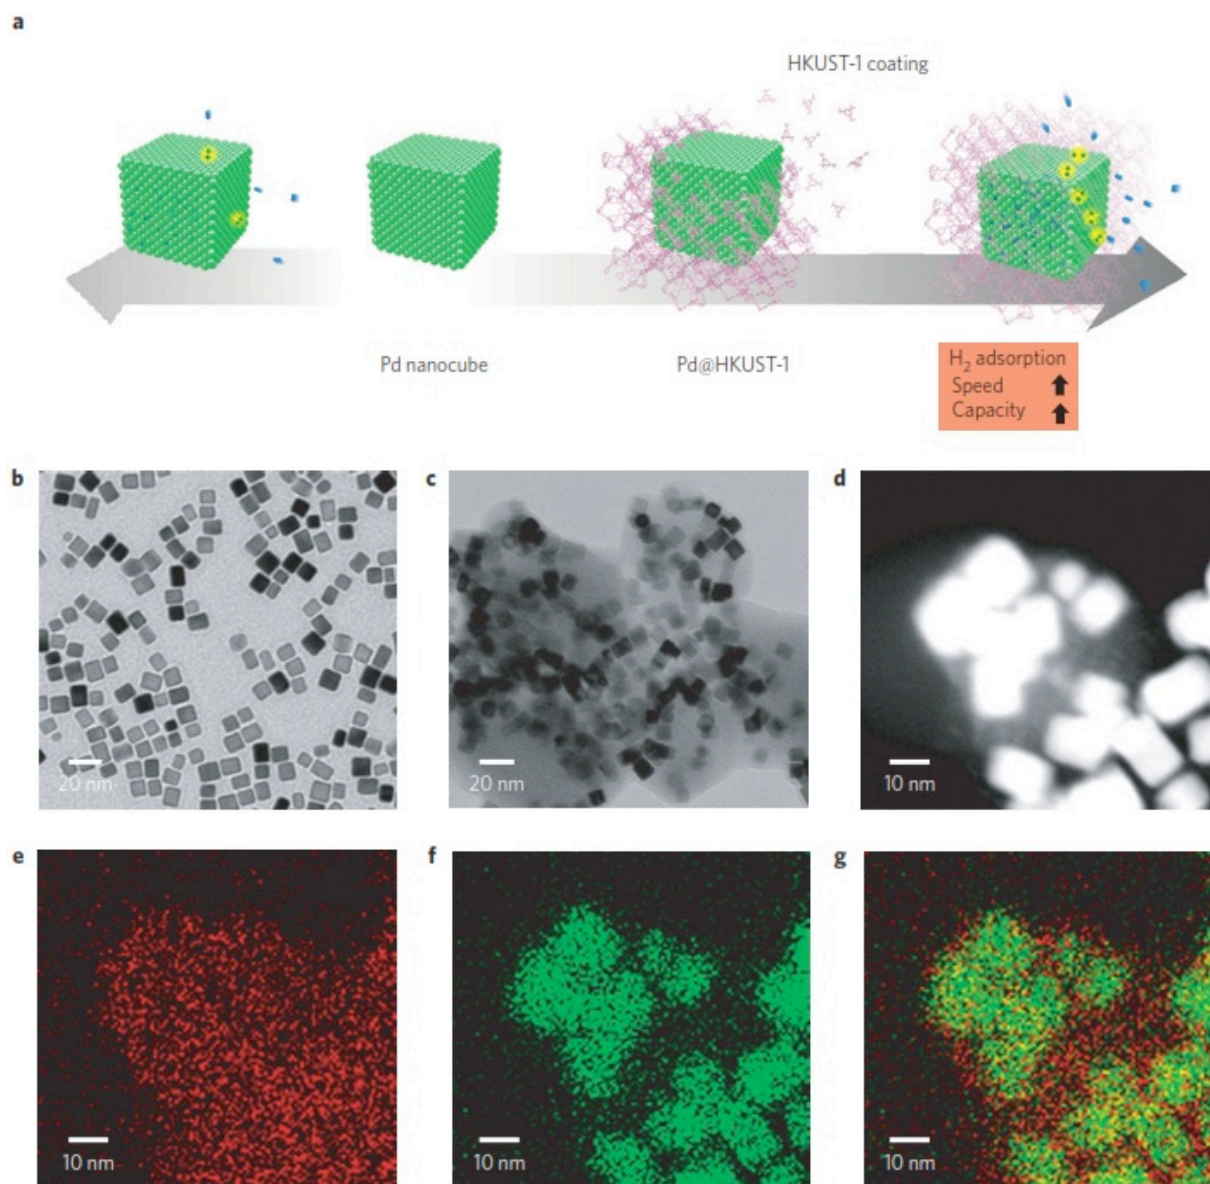 a
HKUST-1 coating
Pd nanocube
Pd@HKUST-1
H₂ adsorption
Speed
Capacity
b
c
d
20 nm
20 nm
10 nm
e
f
g
10 nm
10 nm
10 nm